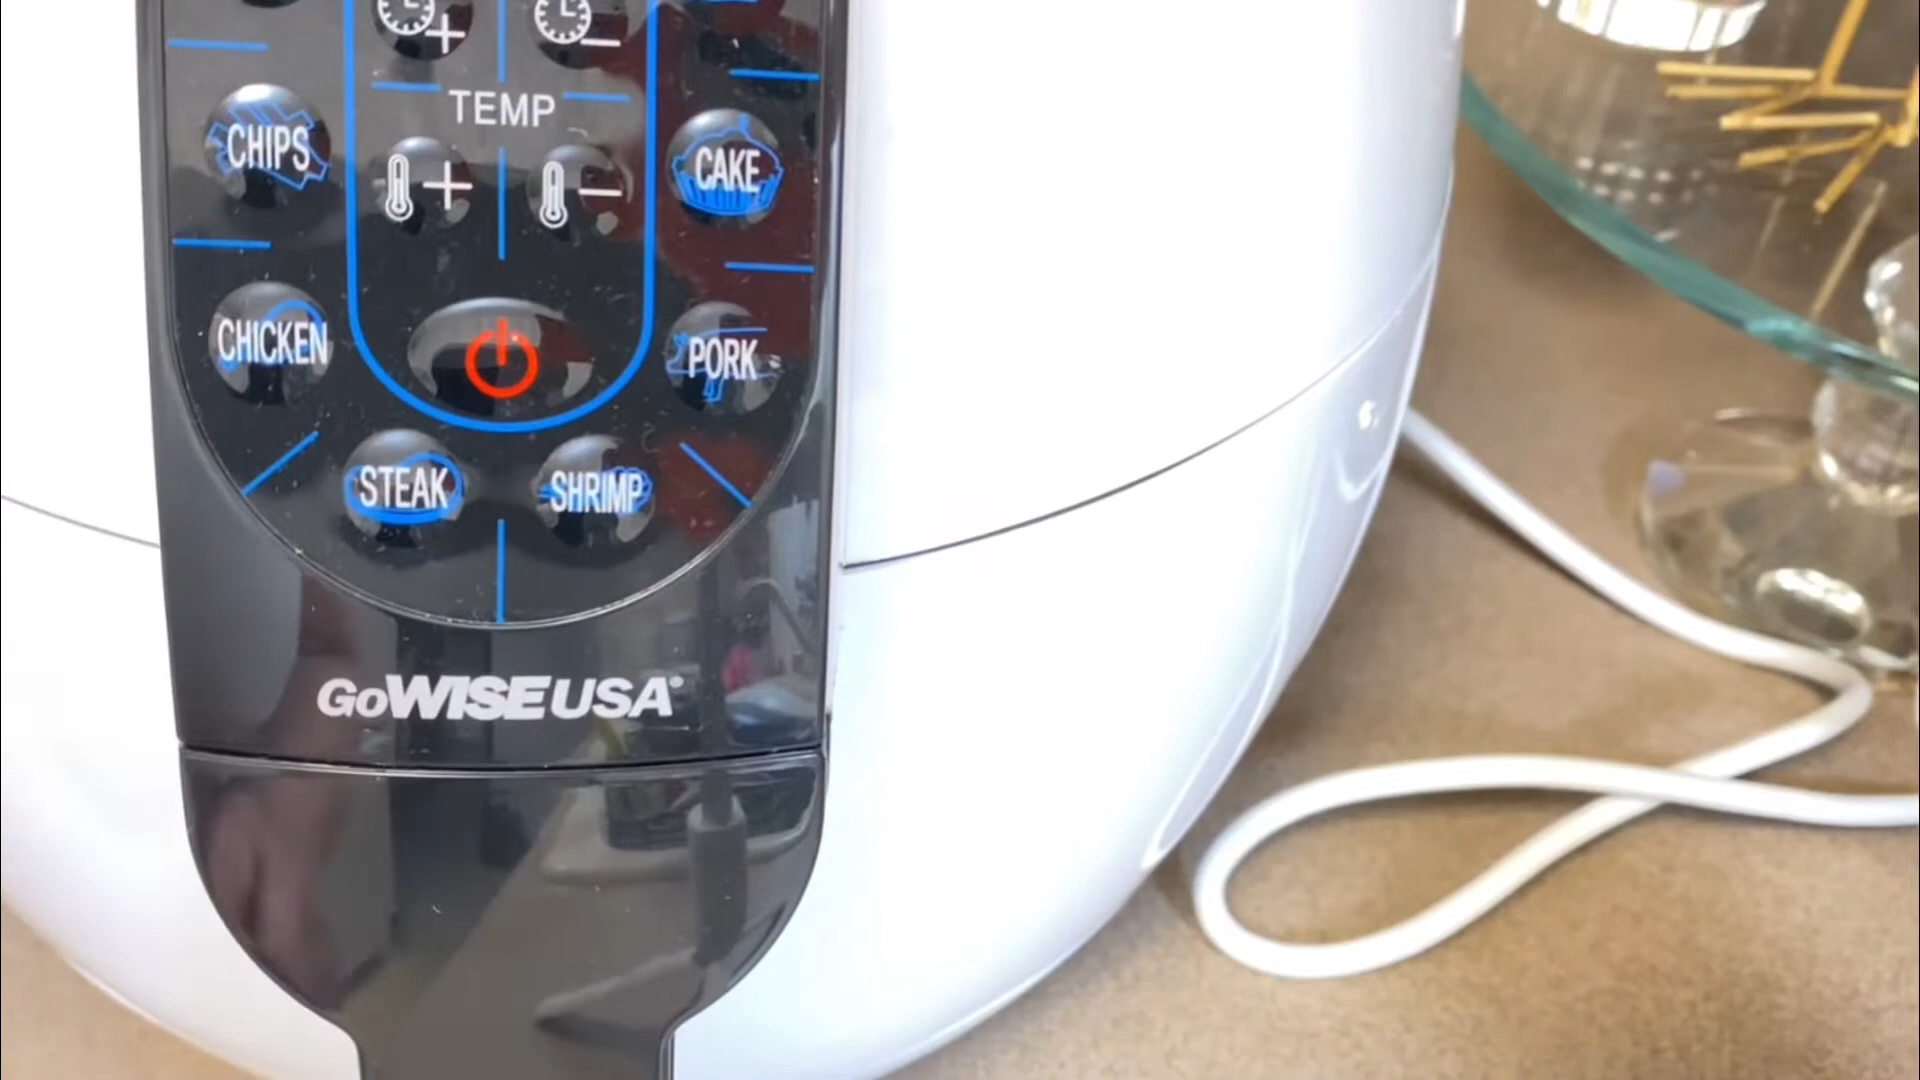 TEMP
CHIPS
CAKE
CHICKEN
PORK
STEAK
SHRIMP
GoWISEUSA®